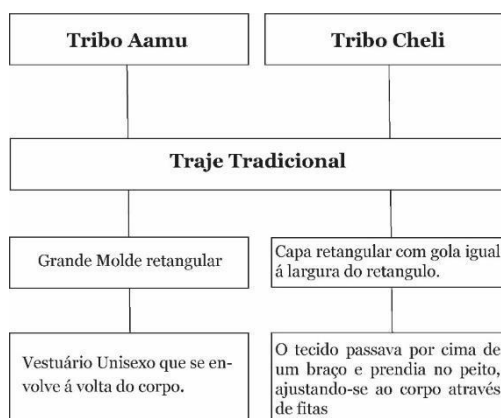 Tribo Aamu
Tribo Cheli
Traje Tradicional
Grande Molde retangular
Capa retangular com gola igual
á largura do retangulo.
Vestuário Unisexo que se en-
volve á volta do corpo.
O tecido passava por cima de
um braço e prendia no peito,
ajustando-se ao corpo através
de fitas